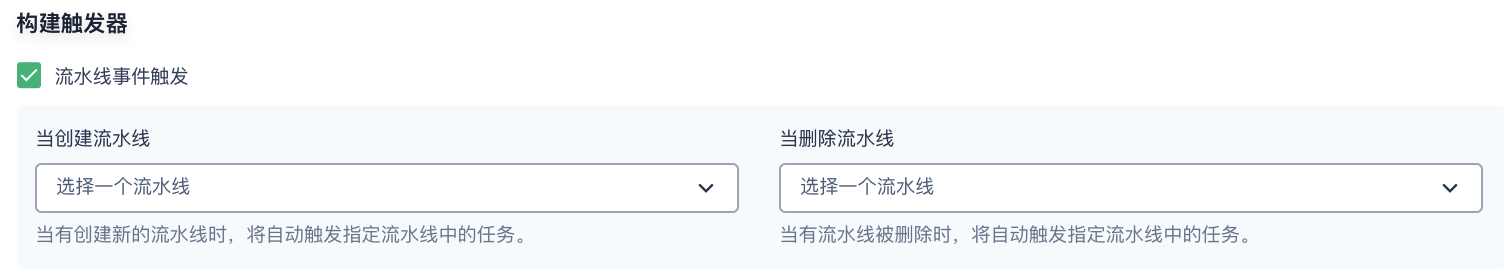 构建触发器
流水线事件触发
当创建流水线
选择一个流水线
当有创建新的流水线时，将自动触发指定流水线中的任务。
当删除流水线
选择一个流水线
当有流水线被删除时，将自动触发指定流水线中的任务。